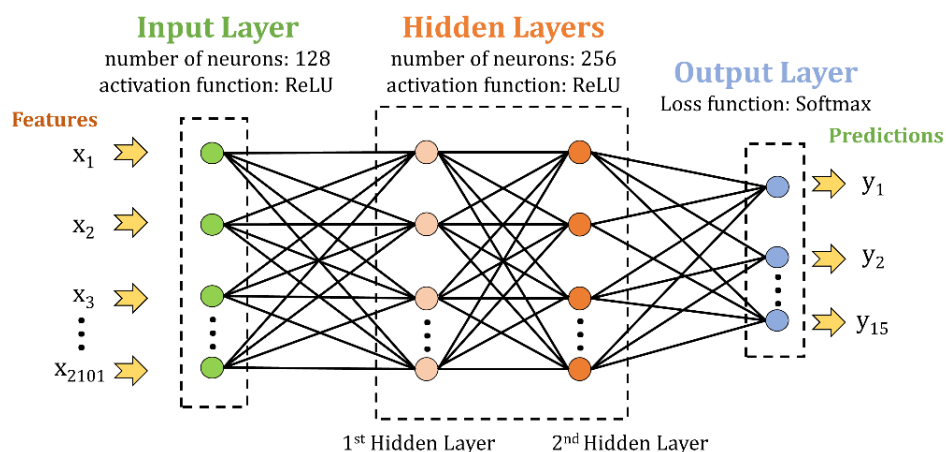 Input Layer
number of neurons: 128
activation function: ReLU
Hidden Layers
number of neurons: 256
activation function: ReLU
Output Layer
Loss function: Softmax
Features
Predictions
x1
x2
x3
x2101
y1
y2
y15
1st Hidden Layer
2nd Hidden Layer